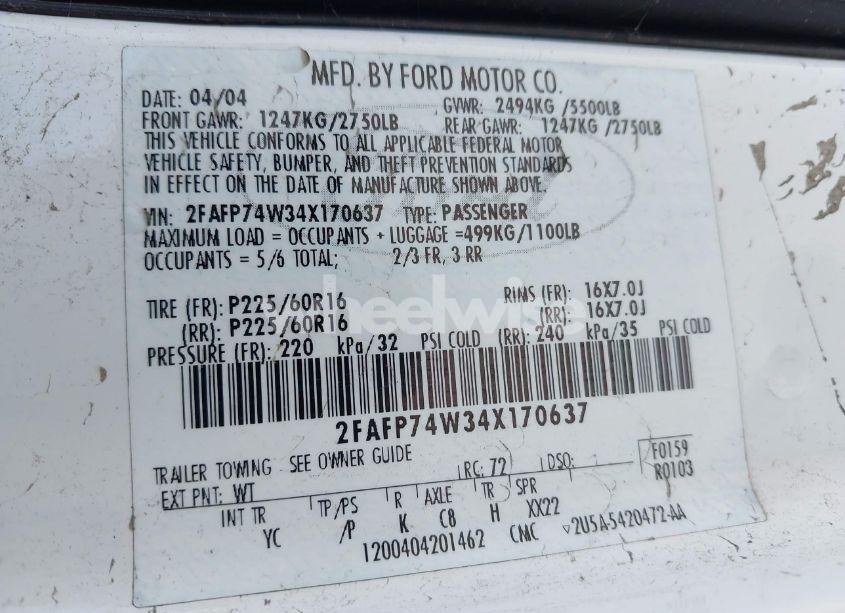 MFD. BY FORD MOTOR CO.
DATE: 04/04 GVWR: 2494KG /5500LB
FRONT GAWR: 1247KG/2750LB REAR GAWR: 1247KG /2750LB
THIS VEHICLE CONFORMS TO ALL APPLICABLE FEDERAL MOTOR
VEHICLE SAFETY, BUMPER, AND THEFT PREVENTION STANDARDS
IN EFFECT ON THE DATE OF MANUFACTURE SHOWN ABOVE.
VIN: 2FAFP74W34X170637 TYPE: PASSENGER
MAXIMUM LOAD = OCCUPANTS + LUGGAGE =499KG/1100LB
OCCUPANTS = 5/6 TOTAL; 2/3 FR, 3 RR
TIRE (FR): P225/60R16 RIMS (FR): 16X7.0J
(RR): P225/60R16 (RR): 16X7.0J
wheelwise
PRESSURE (FR): 220 kPa/32 PSI COLD (RR): 240 kPa/35 PSI COLD
2FAFP74W34X170637
TRAILER TOWING - SEE OWNER GUIDE
EXT PNT: WT RC: 72 DSO: F0159
R0103
INT TR TP/PS R AXLE TR SPR
YC /P K C8 H XX22
1200404201462 CMC ▽2U5A-5420472-AA